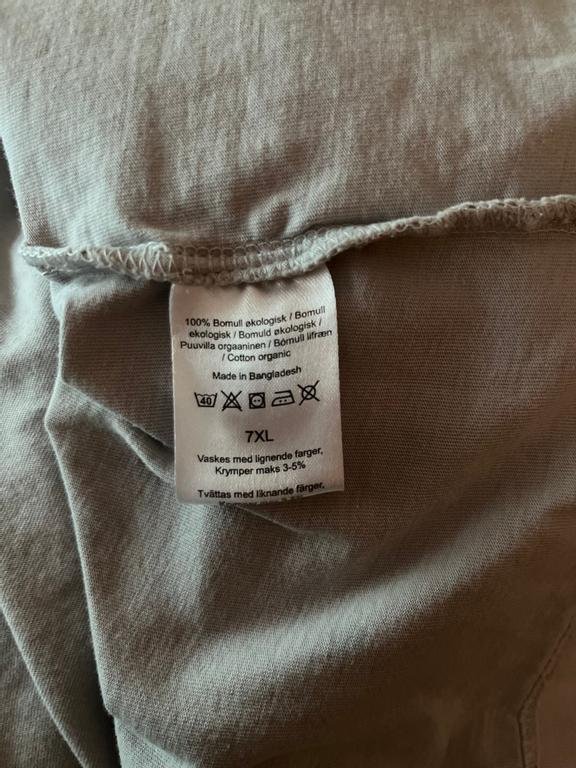 100% Bomull økologisk / Bomull
ekologisk / Bomuld økologisk /
Puuvilla orgaaninen / Bómull lífræn
/ Cotton organic
Made in Bangladesh
40
7XL
Vaskes med lignende farger,
Krymper maks 3-5%
Tvättas med liknande färger,